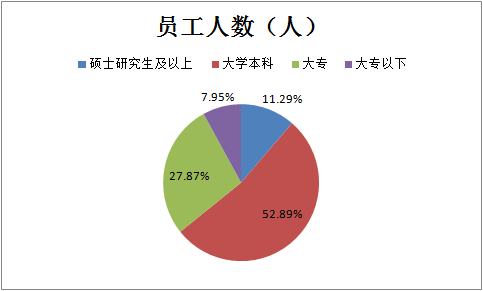 员工人数（人）
硕士研究生及以上 大学本科 大专 大专以下
7.95% 11.29%
27.87%
52.89%